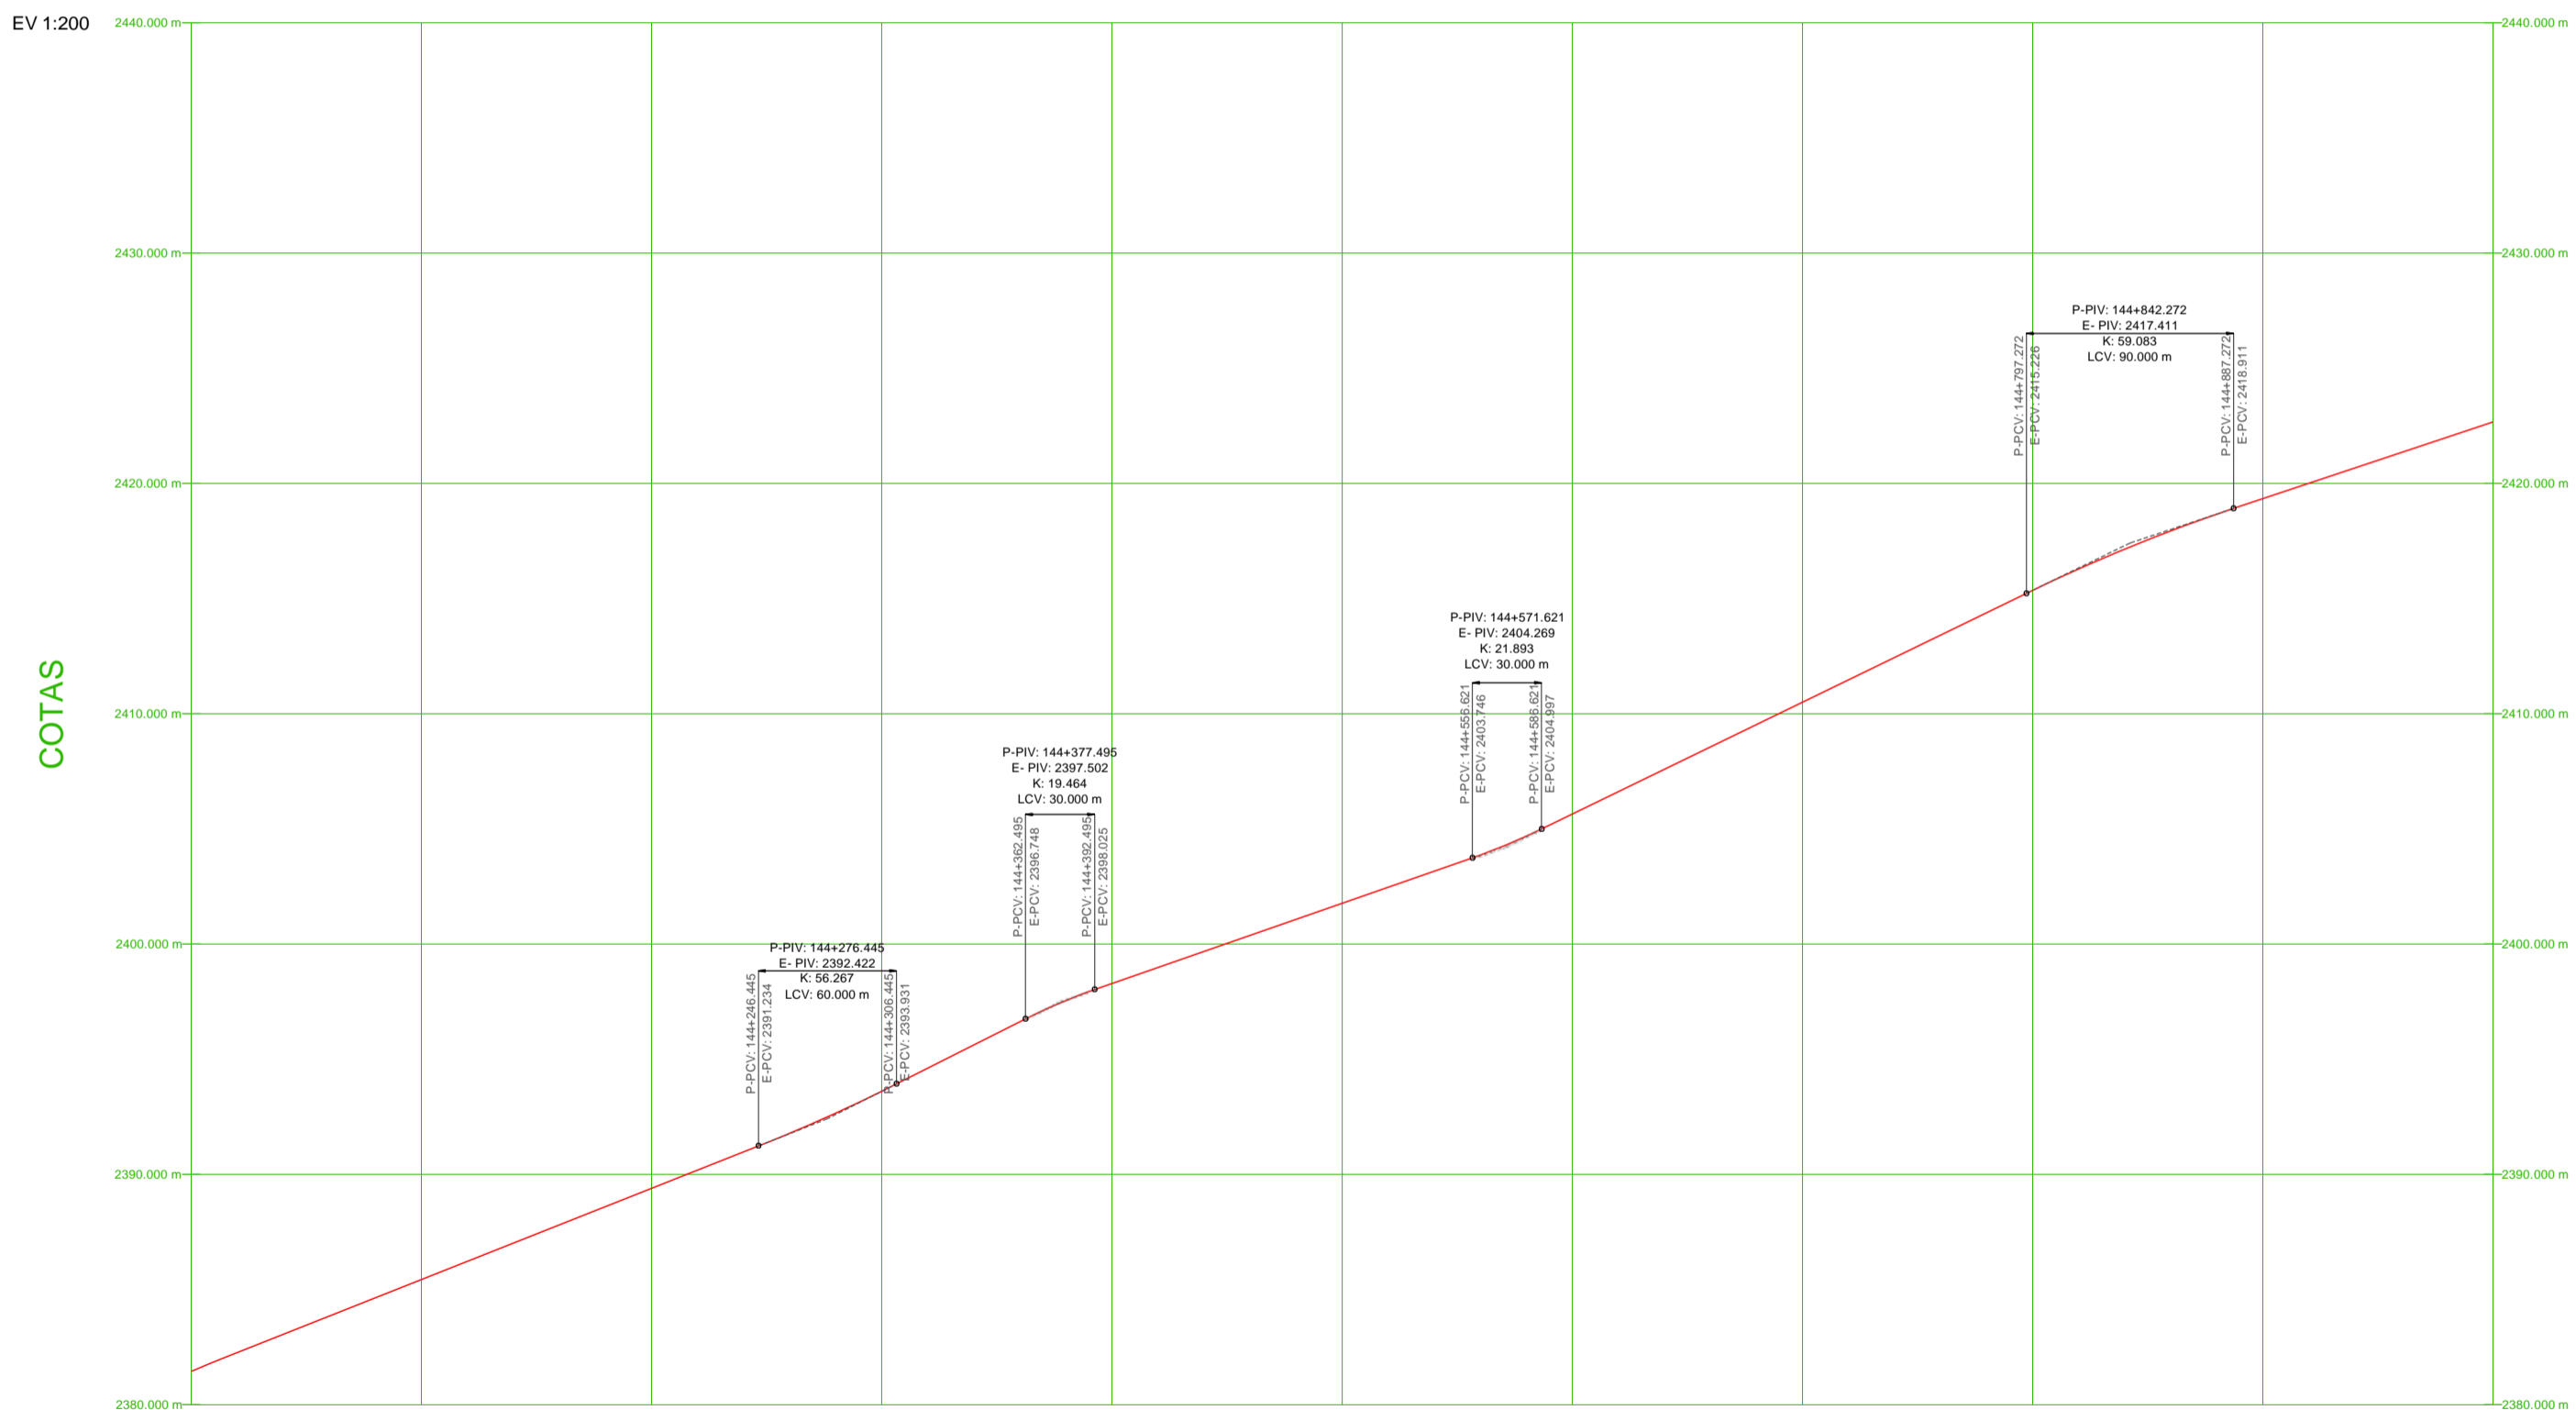 EV 1:200
2440.000 m
2440.000 m
2430.000 m
2430.000 m
P-PIV: 144+842.272
E- PIV: 2417.411
K: 59.083
LCV: 90.000 m
P-PCV: 144+797.272
E-PCV: 2415.226
P-PCV: 144+887.272
E-PCV: 2418.911
2420.000 m
2420.000 m
P-PIV: 144+571.621
E- PIV: 2404.269
K: 21.893
LCV: 30.000 m
P-PCV: 144+556.621
E-PCV: 2403.746
P-PCV: 144+586.621
E-PCV: 2404.997
COTAS
2410.000 m
2410.000 m
P-PIV: 144+377.495
E- PIV: 2397.502
K: 19.464
LCV: 30.000 m
P-PCV: 144+362.495
E-PCV: 2396.748
P-PCV: 144+392.495
E-PCV: 2398.025
2400.000 m
2400.000 m
P-PIV: 144+276.445
E- PIV: 2392.422
K: 56.267
LCV: 60.000 m
P-PCV: 144+246.445
E-PCV: 2391.234
P-PCV: 144+306.445
E-PCV: 2393.931
2390.000 m
2390.000 m
2380.000 m
2380.000 m